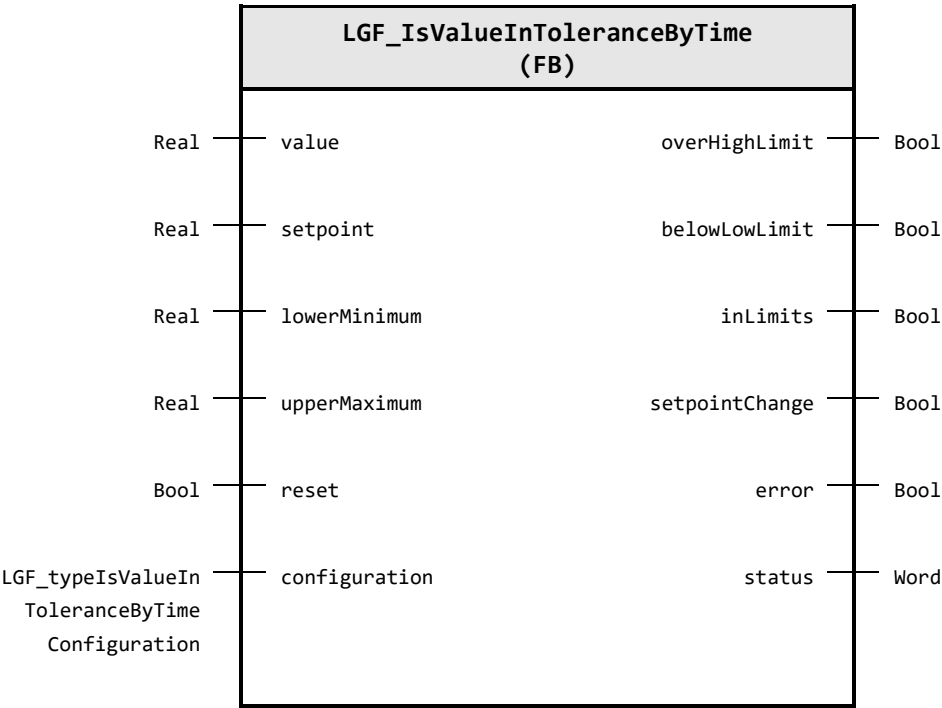 LGF_IsValueInToleranceByTime
(FB)
Real value overHighLimit Bool
Real setpoint belowLowLimit Bool
Real lowerMinimum inLimits Bool
Real upperMaximum setpointChange Bool
Bool reset error Bool
LGF_typeIsValueIn configuration status Word
ToleranceByTime
Configuration